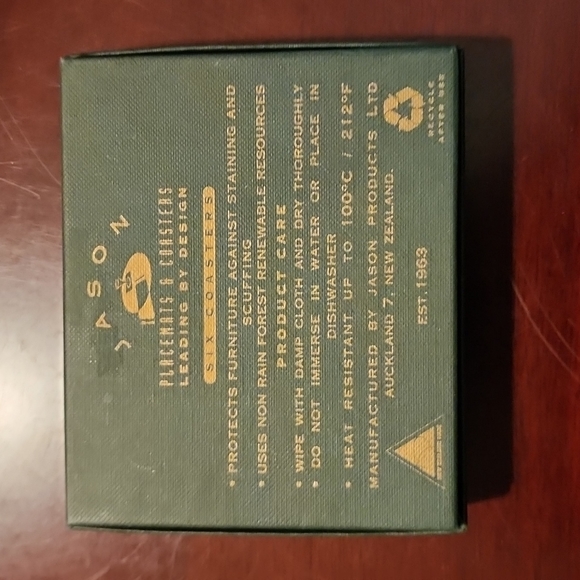 JASON
PLACEMATS & COASTERS
LEADING BY DESIGN
SIX COASTERS
• PROTECTS FURNITURE AGAINST STAINING AND
SCUFFING
• USES NON RAIN FOREST RENEWABLE RESOURCES
PRODUCT CARE
• WIPE WITH DAMP CLOTH AND DRY THOROUGHLY
• DO NOT IMMERSE IN WATER OR PLACE IN
DISHWASHER
• HEAT RESISTANT UP TO 100°C / 212°F
MANUFACTURED BY JASON PRODUCTS LTD
AUCKLAND 7, NEW ZEALAND.
EST. 1963
RECYCLE
AFTER USE